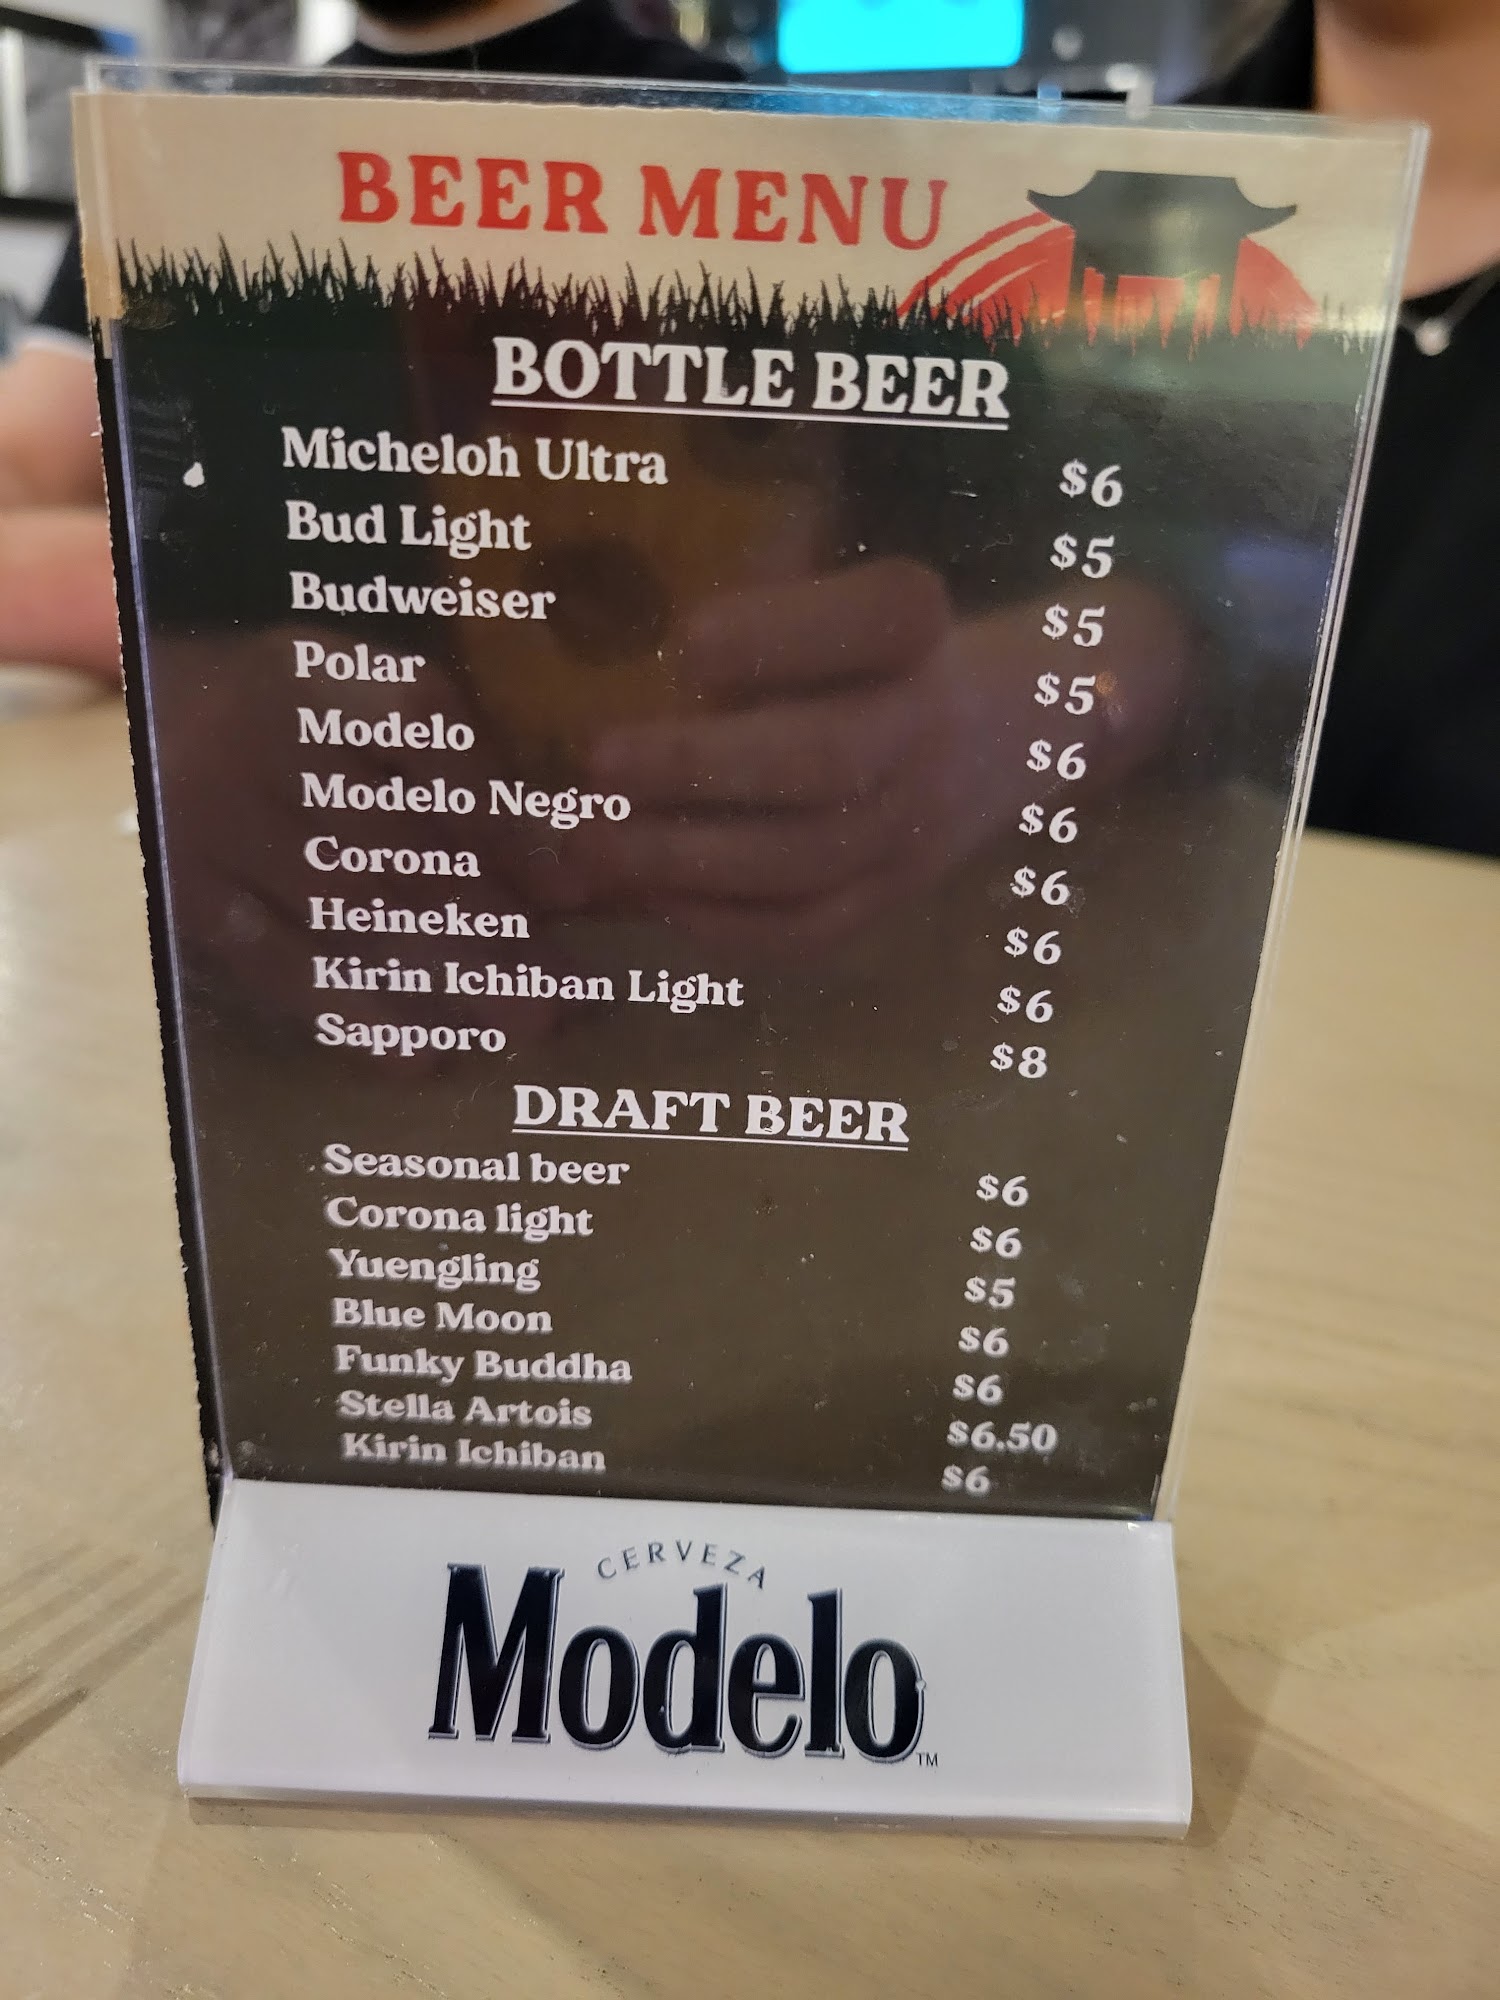 BEER MENU
BOTTLE BEER
Micheloh Ultra $6
Bud Light $5
Budweiser $5
Polar $5
Modelo $6
Modelo Negro $6
Corona $6
Heineken $6
Kirin Ichiban Light $6
Sapporo $8
DRAFT BEER
Seasonal beer $6
Corona light $6
Yuengling $5
Blue Moon $6
Funky Buddha $6
Stella Artois $6.50
Kirin Ichiban $6
CERVEZA
Modelo™